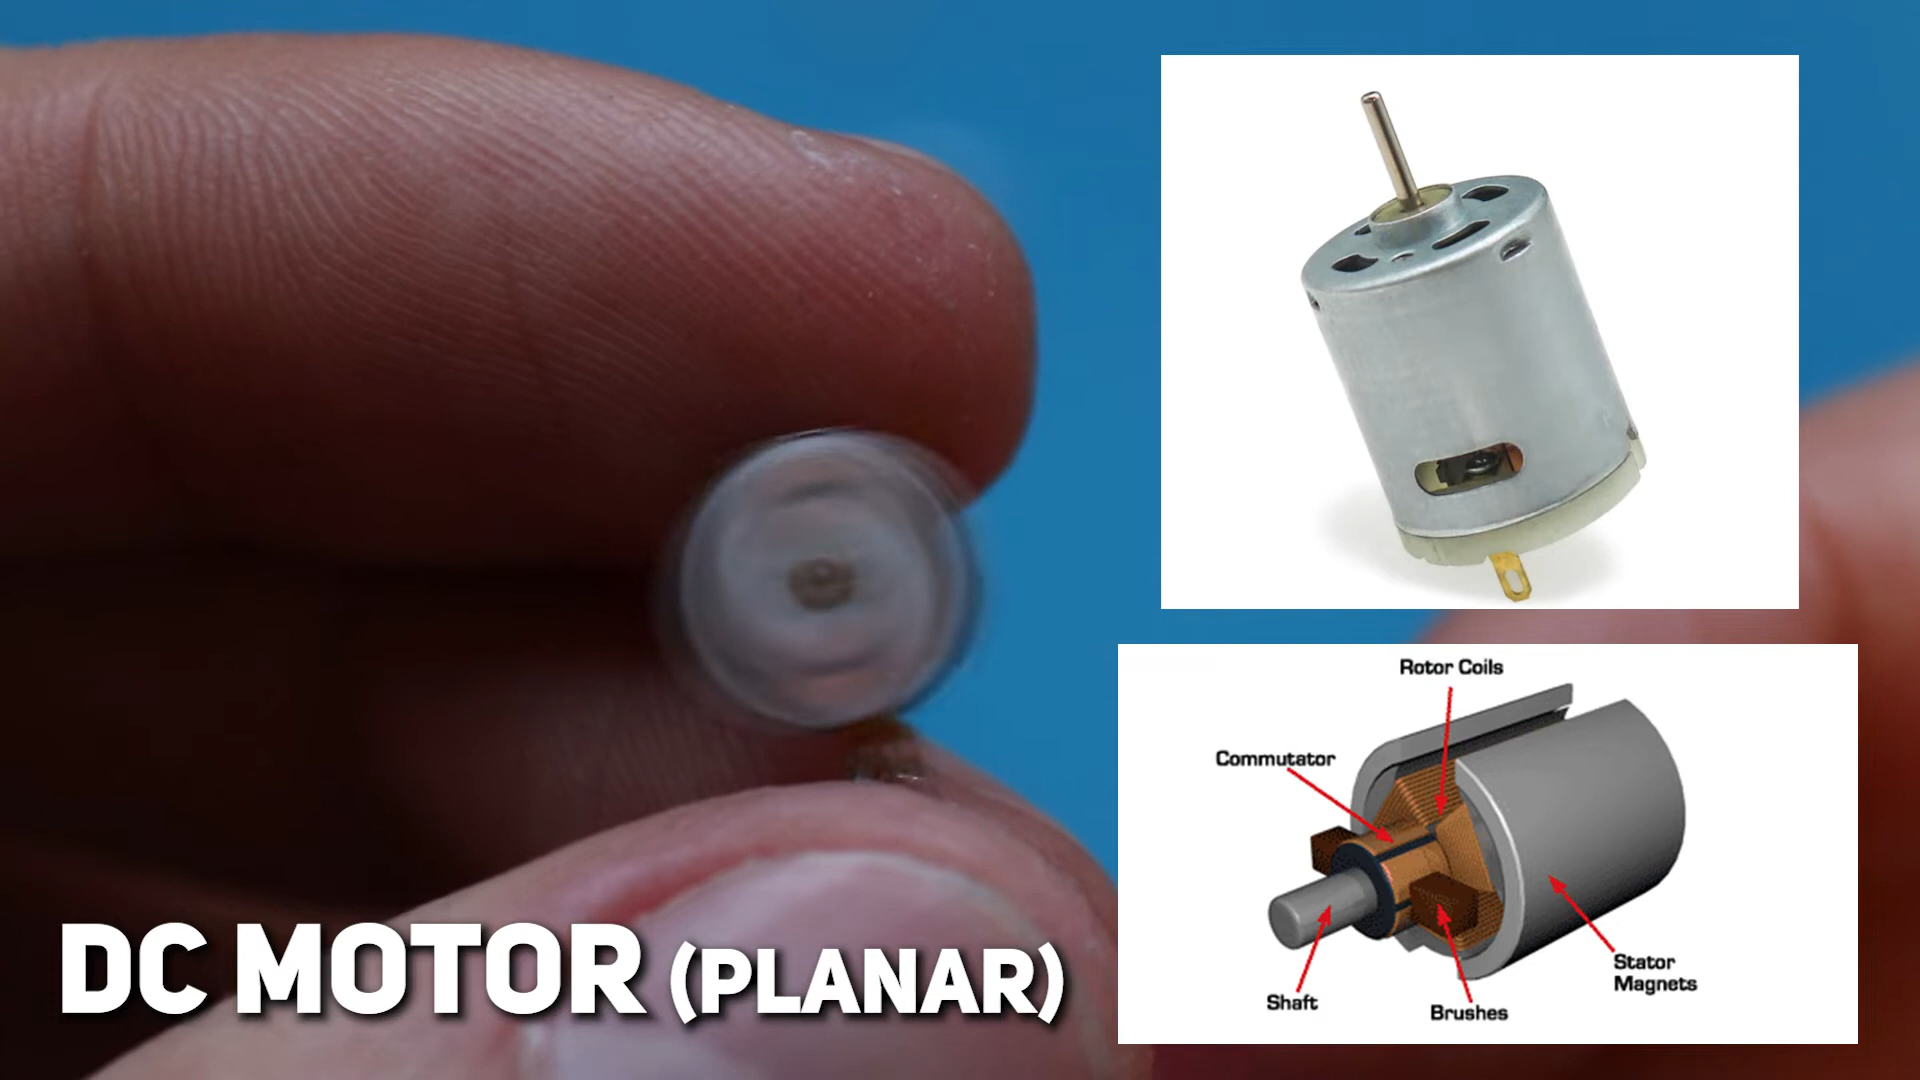 DC MOTOR (PLANAR)
Rotor Coils
Commutator
Shaft
Brushes
Stator
Magnets